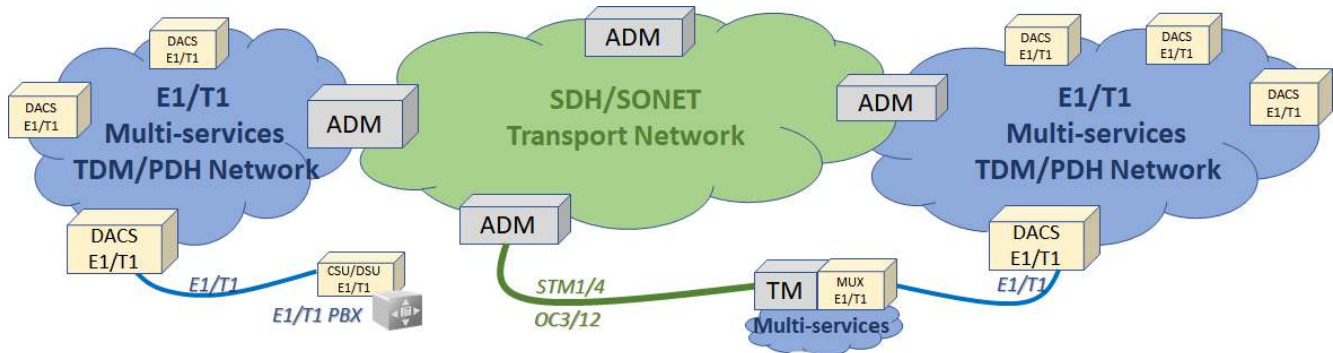 DACS
E1/T1
DACS
E1/T1
E1/T1
Multi-services
TDM/PDH Network
DACS
E1/T1
E1/T1
CSU/DSU
E1/T1
E1/T1 PBX
ADM
ADM
SDH/SONET
Transport Network
ADM
ADM
STM1/4
OC3/12
TM
MUX
E1/T1
Multi-services
DACS
E1/T1
DACS
E1/T1
DACS
E1/T1
E1/T1
Multi-services
TDM/PDH Network
DACS
E1/T1
E1/T1